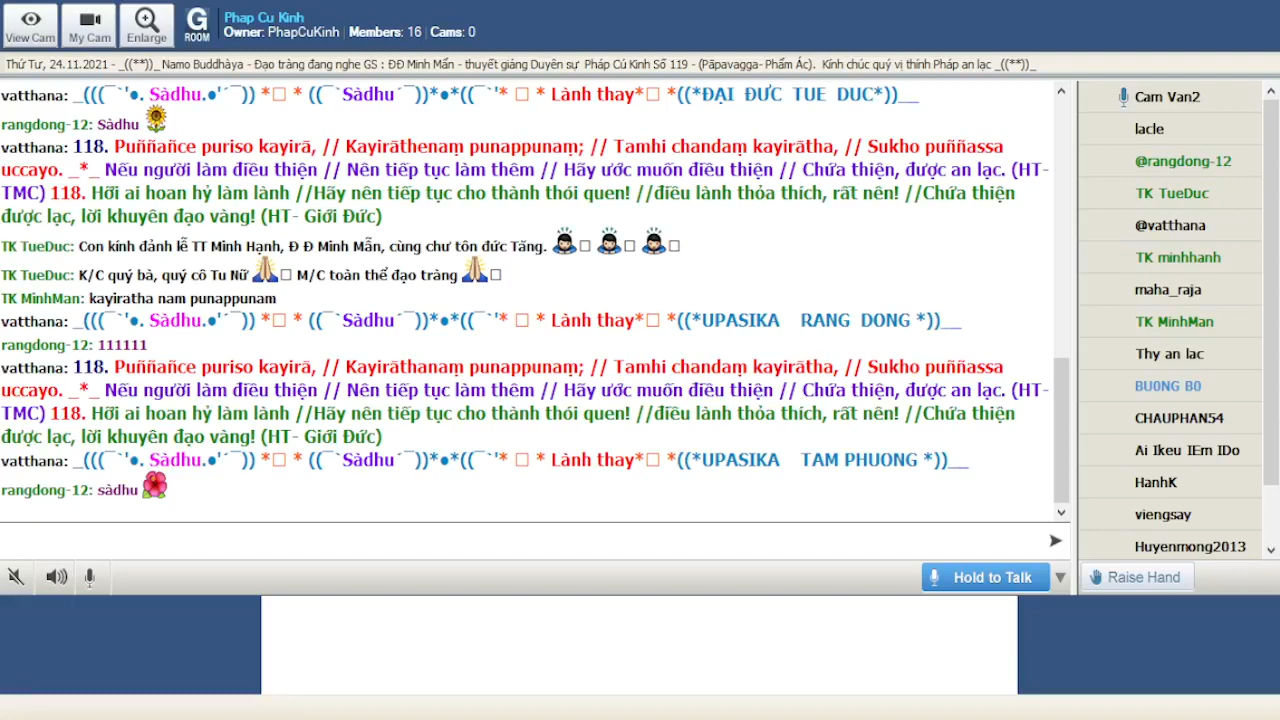 View Cam
My Cam
Enlarge
G
ROOM
Phap Cu Kinh
Owner: PhapCuKinh | Members: 16 | Cams: 0
Thứ Tư, 24.11.2021 - _((**))_ Namo Buddhàya - Đạo tràng đang nghe GS : ĐĐ Minh Mẫn - thuyết giảng Duyên sự Pháp Cú Kinh Số 119 - (Pāpavagga- Phẩm Ác). Kính chúc quý vị thính Pháp an lạc _((**))_
vatthana: _(((¯`'●. Sàdhu.●'´¯)) *□ * ((¯`Sàdhu´¯))*●*((¯`'* □ * Lành thay*□ *((*ĐẠI ĐỨC TUE DUC*))__
rangdong-12: Sàdhu
vatthana: 118. Puññañce puriso kayirā, // Kayirāthenaṃ punappunaṃ; // Tamhi chandaṃ kayirātha, // Sukho puññassa
uccayo. _*_ Nếu người làm điều thiện // Nên tiếp tục làm thêm // Hãy ước muốn điều thiện // Chứa thiện, được an lạc. (HT-
TMC) 118. Hỡi ai hoan hỷ làm lành //Hãy nên tiếp tục cho thành thói quen! //điều lành thỏa thích, rất nên! //Chứa thiện
được lạc, lời khuyên đạo vàng! (HT- Giới Đức)
TK TueDuc: Con kính đảnh lễ TT Minh Hạnh, Đ Đ Minh Mẫn, cùng chư tôn đức Tăng. □ □ □
TK TueDuc: K/C quý bà, quý cô Tu Nữ □ M/C toàn thể đạo tràng □
TK MinhMan: kayiratha nam punappunam
vatthana: _(((¯`'●. Sàdhu.●'´¯)) *□ * ((¯`Sàdhu´¯))*●*((¯`'* □ * Lành thay*□ *((*UPASIKA RANG DONG *))__
rangdong-12: 111111
vatthana: 118. Puññañce puriso kayirā, // Kayirāthanaṃ punappunaṃ; // Tamhi chandaṃ kayirātha, // Sukho puññassa
uccayo. _*_ Nếu người làm điều thiện // Nên tiếp tục làm thêm // Hãy ước muốn điều thiện // Chứa thiện, được an lạc. (HT-
TMC) 118. Hỡi ai hoan hỷ làm lành //Hãy nên tiếp tục cho thành thói quen! //điều lành thỏa thích, rất nên! //Chứa thiện
được lạc, lời khuyên đạo vàng! (HT- Giới Đức)
vatthana: _(((¯`'●. Sàdhu.●'´¯)) *□ * ((¯`Sàdhu´¯))*●*((¯`'* □ * Lành thay*□ *((*UPASIKA TAM PHUONG *))__
rangdong-12: sàdhu
Hold to Talk
Cam Van2
lacle
@rangdong-12
TK TueDuc
@vatthana
TK minhhanh
maha_raja
TK MinhMan
Thy an lac
BU0NG B0
CHAUPHAN54
Ai Ikeu IEm IDo
HanhK
viengsay
Huyenmong2013
Raise Hand